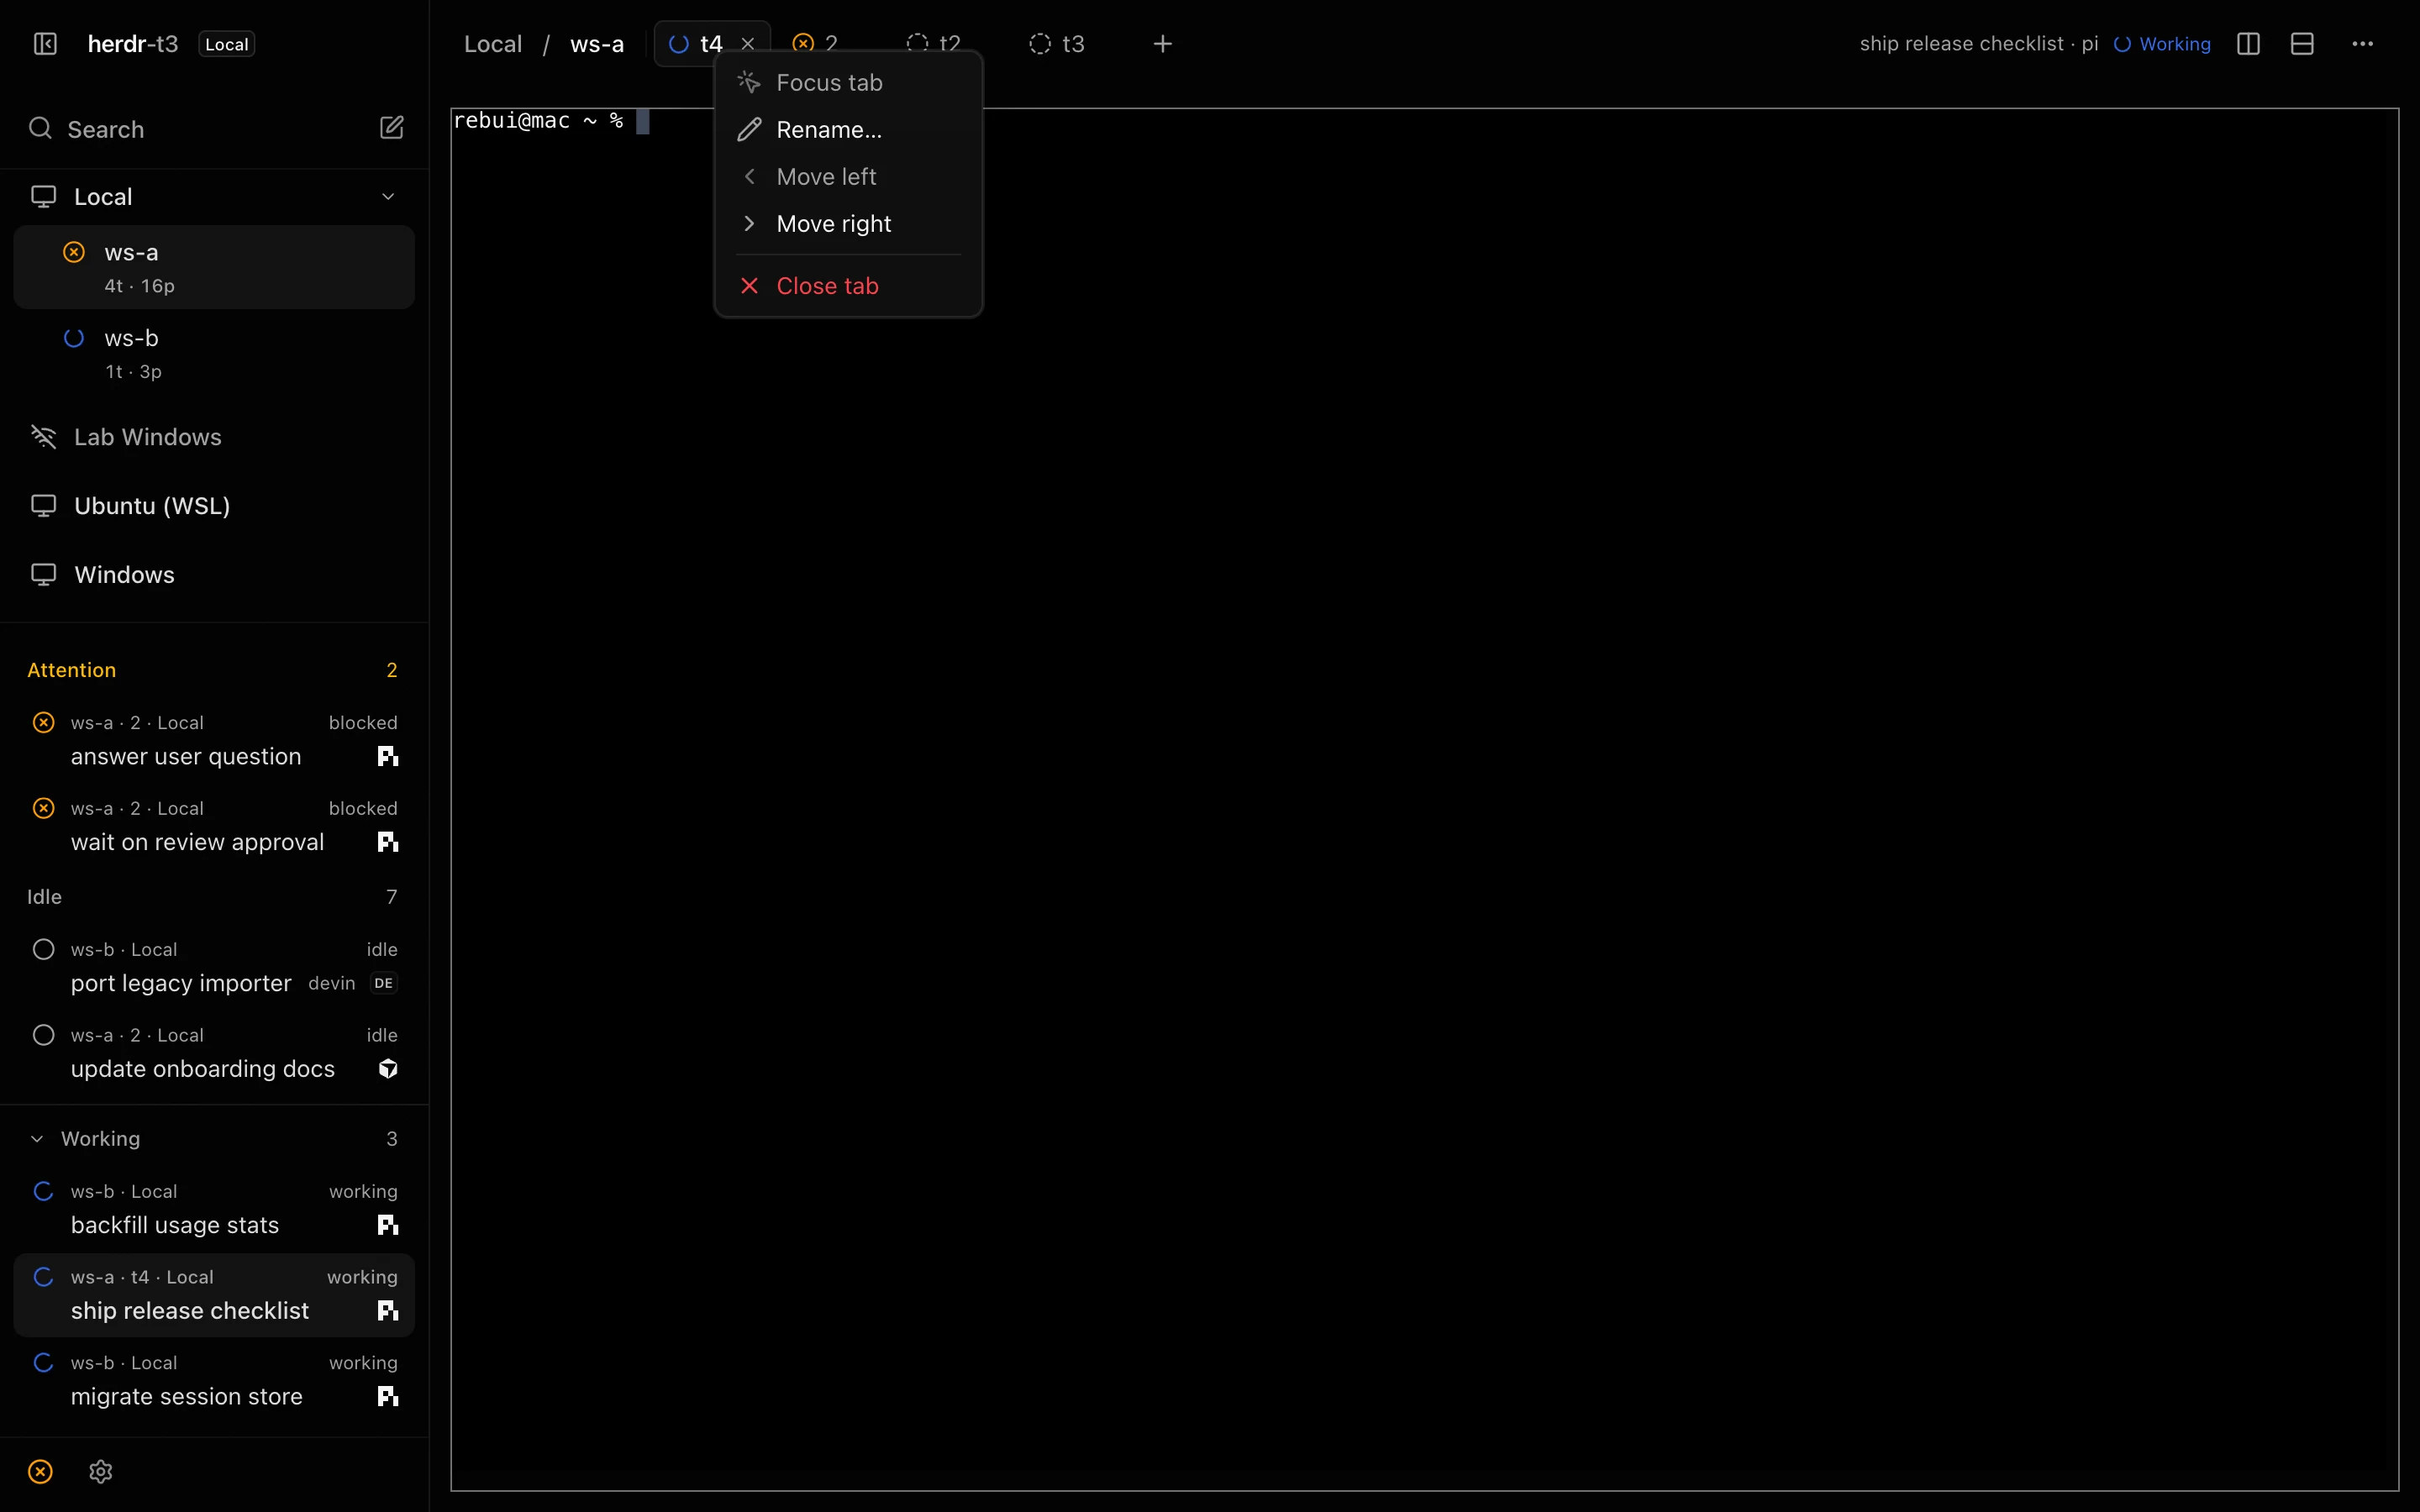 herdr-t3 Local
Search
Local
ws-a
4t · 16p
ws-b
1t · 3p
Lab Windows
Ubuntu (WSL)
Windows
Attention 2
ws-a · 2 · Local blocked
answer user question
ws-a · 2 · Local blocked
wait on review approval
Idle 7
ws-b · Local idle
port legacy importer devin DE
ws-a · 2 · Local idle
update onboarding docs
Working 3
ws-b · Local working
backfill usage stats
ws-a · t4 · Local working
ship release checklist
ws-b · Local working
migrate session store
Local / ws-a t4 2 t2 t3
ship release checklist · pi Working
rebui@mac ~ %
Focus tab
Rename...
Move left
Move right
Close tab